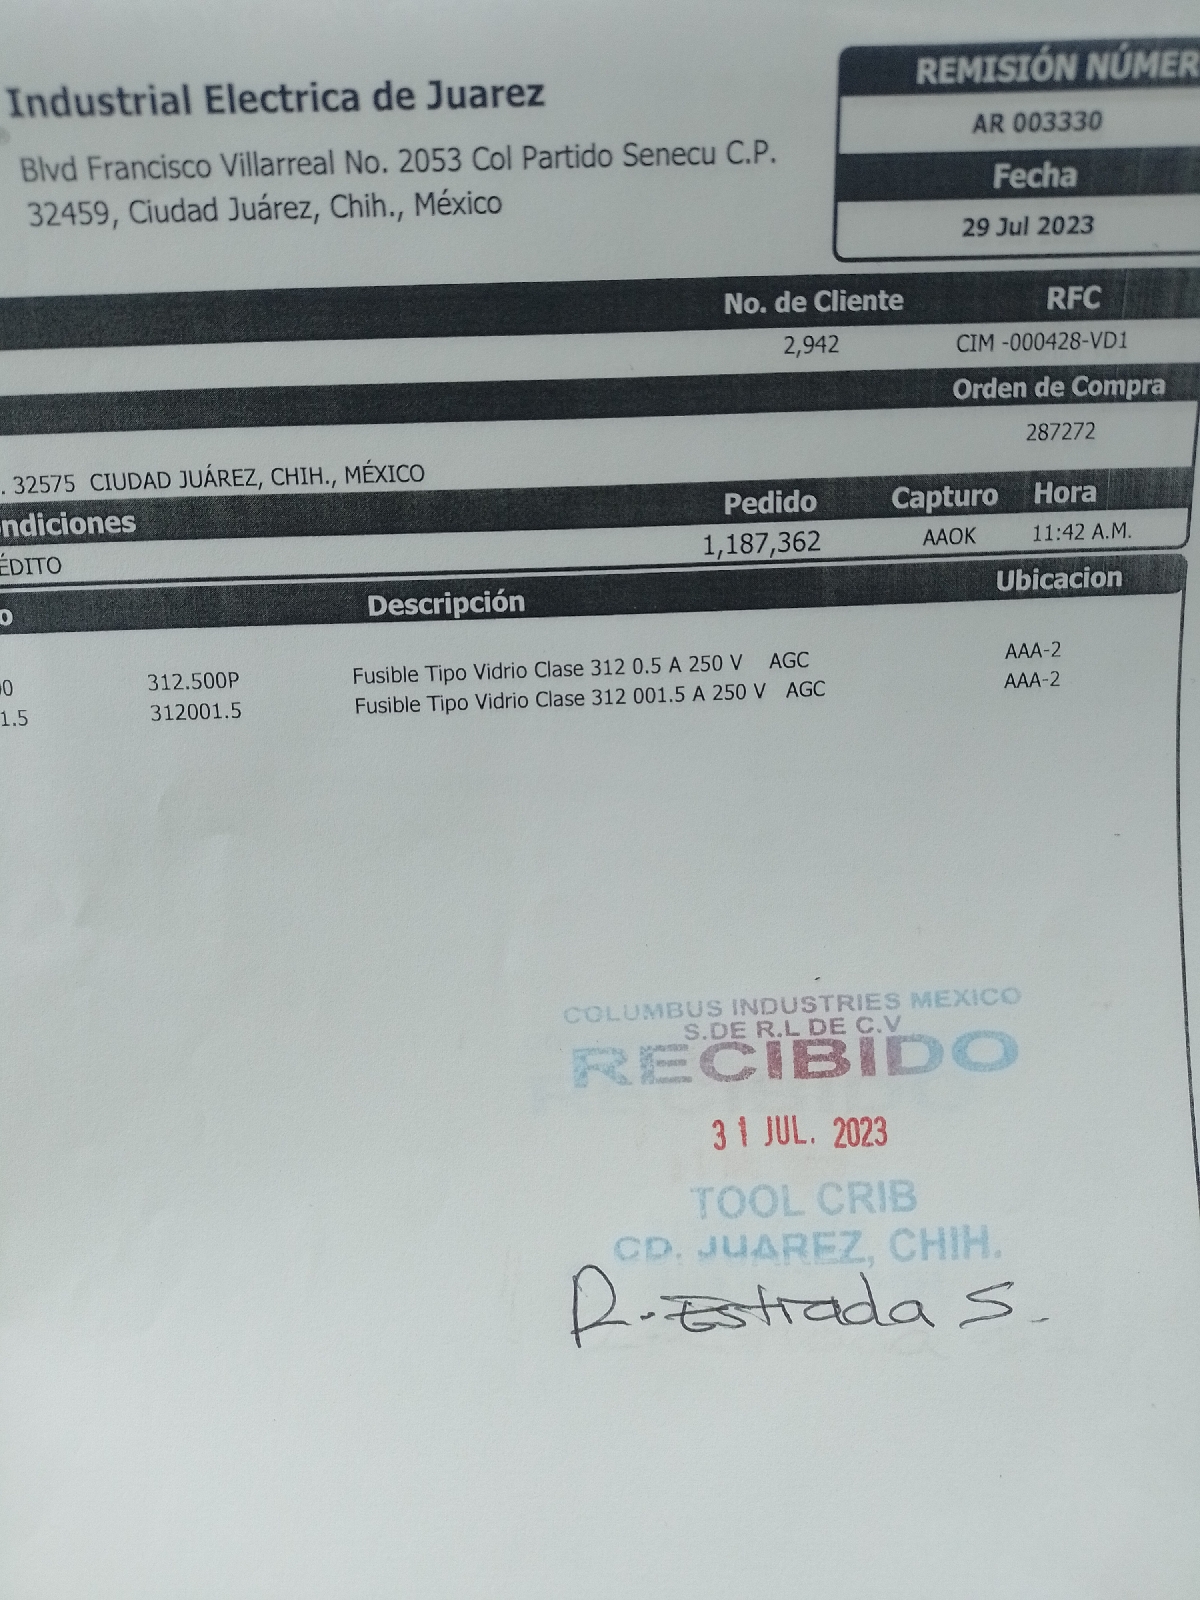 Industrial Electrica de Juarez
Blvd Francisco Villarreal No. 2053 Col Partido Senecu C.P.
32459, Ciudad Juárez, Chih., México
REMISIÓN NÚMER
AR 003330
Fecha
29 Jul 2023
No. de Cliente RFC
2,942 CIM -000428-VD1
Orden de Compra
287272
. 32575 CIUDAD JUÁREZ, CHIH., MÉXICO
ndiciones Pedido Capturo Hora
ÉDITO 1,187,362 AAOK 11:42 A.M.
o Descripción Ubicacion
00 312.500P Fusible Tipo Vidrio Clase 312 0.5 A 250 V AGC AAA-2
1.5 312001.5 Fusible Tipo Vidrio Clase 312 001.5 A 250 V AGC AAA-2
COLUMBUS INDUSTRIES MEXICO
S.DE R.L DE C.V
RECIBIDO
31 JUL. 2023
TOOL CRIB
CD. JUAREZ, CHIH.
R. Estrada S.